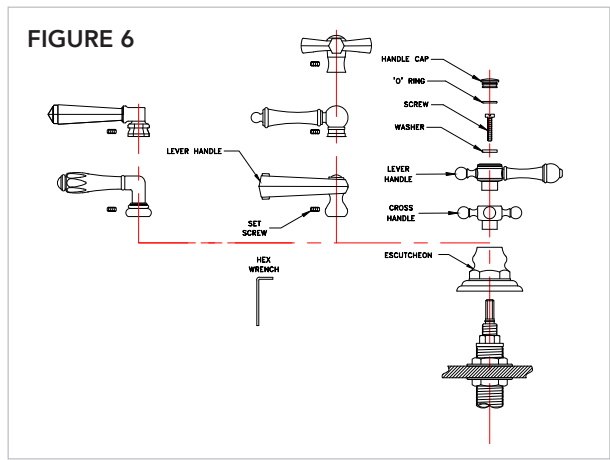 FIGURE 6
HANDLE CAP
"O" RING
SCREW
WASHER
LEVER HANDLE
LEVER
HANDLE
CROSS
HANDLE
SET
SCREW
ESCUTCHEON
HEX
WRENCH